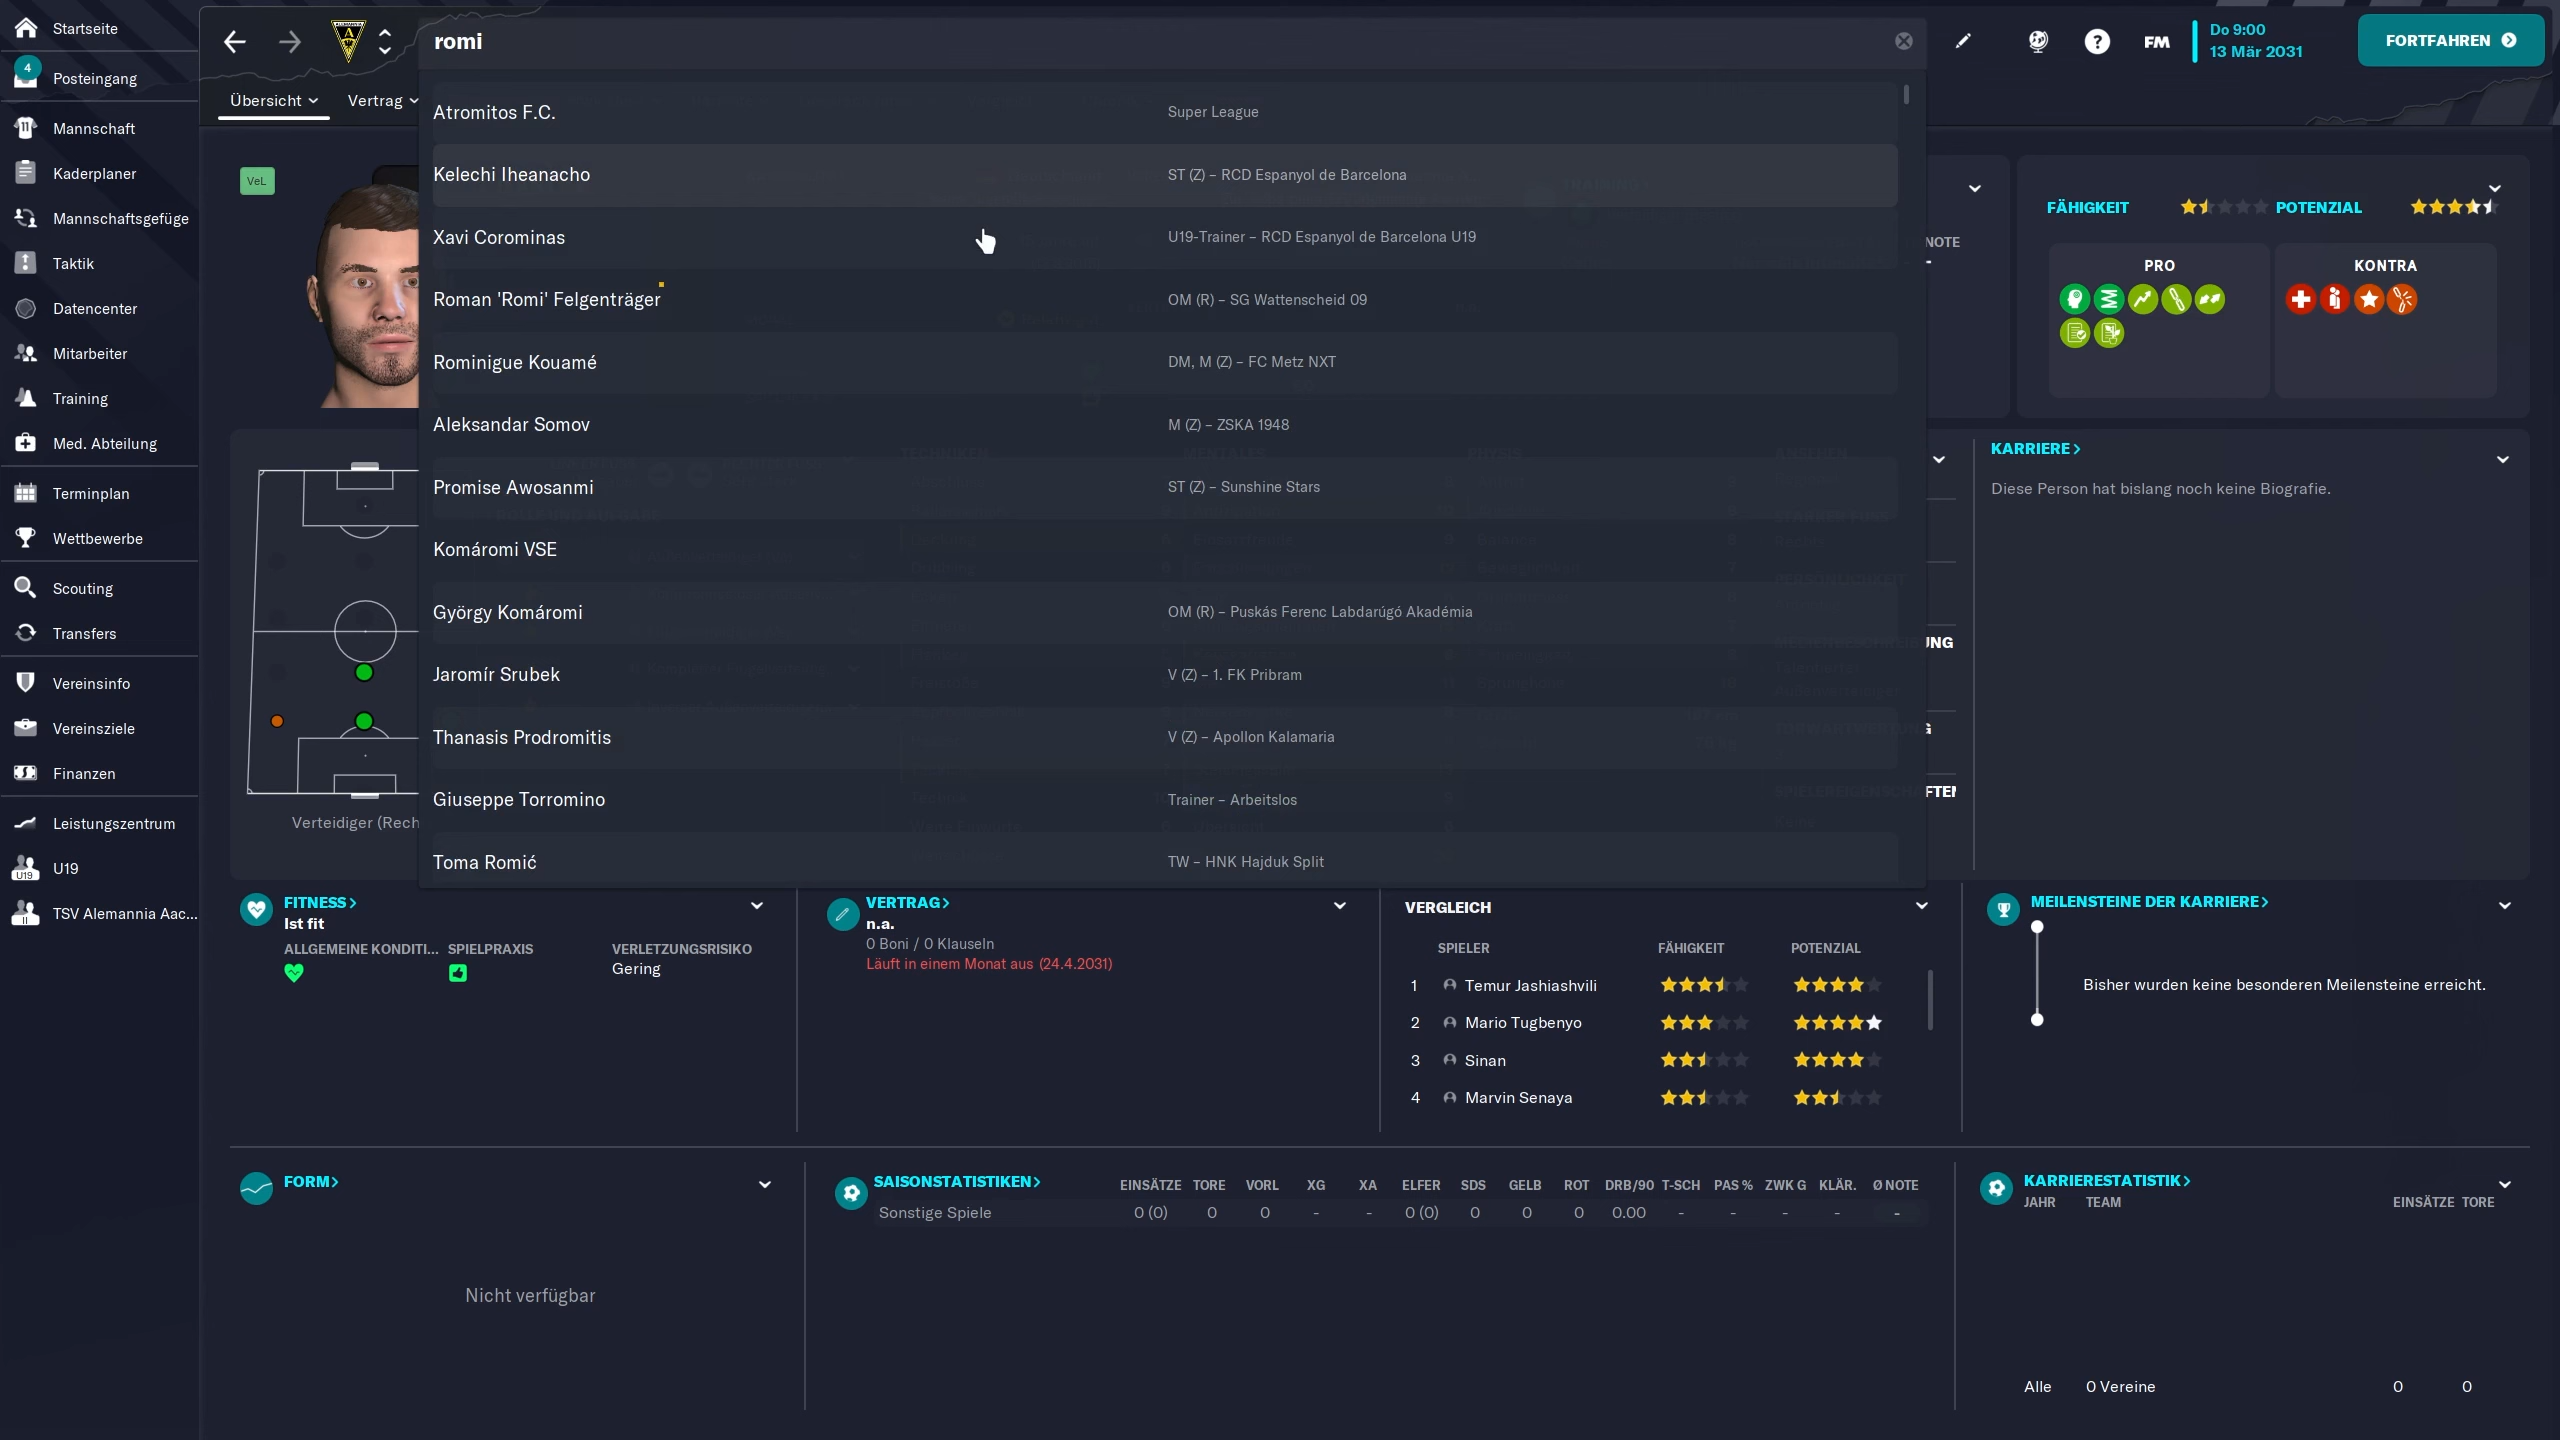 Startseite
4
Posteingang
Mannschaft
Kaderplaner
Mannschaftsgefüge
Taktik
Datencenter
Mitarbeiter
Training
Med. Abteilung
Terminplan
Wettbewerbe
Scouting
Transfers
Vereinsinfo
Vereinsziele
Finanzen
Leistungszentrum
U19
U19
TSV Alemannia Aac...
romi
FM
Do 9:00
13 Mär 2031
FORTFAHREN
Übersicht
Vertrag
VeL
Atromitos F.C. Super League
Kelechi Iheanacho ST (Z) – RCD Espanyol de Barcelona
Xavi Corominas U19-Trainer – RCD Espanyol de Barcelona U19
Roman 'Romi' Felgenträger OM (R) – SG Wattenscheid 09
Rominigue Kouamé DM, M (Z) – FC Metz NXT
Aleksandar Somov M (Z) – ZSKA 1948
Promise Awosanmi ST (Z) – Sunshine Stars
Komáromi VSE
György Komáromi OM (R) – Puskás Ferenc Labdarúgó Akadémia
Jaromír Srubek V (Z) – 1. FK Pribram
Thanasis Prodromitis V (Z) – Apollon Kalamaria
Giuseppe Torromino Trainer – Arbeitslos
Toma Romić TW – HNK Hajduk Split
Verteidiger (Rech
NOTE
-
FÄHIGKEIT POTENZIAL
PRO KONTRA
KARRIERE
Diese Person hat bislang noch keine Biografie.
FITNESS
Ist fit
ALLGEMEINE KONDITI... SPIELPRAXIS VERLETZUNGSRISIKO
Gering
VERTRAG
n.a.
0 Boni / 0 Klauseln
Läuft in einem Monat aus (24.4.2031)
VERGLEICH
SPIELER FÄHIGKEIT POTENZIAL
1 Temur Jashiashvili
2 Mario Tugbenyo
3 Sinan
4 Marvin Senaya
MEILENSTEINE DER KARRIERE
Bisher wurden keine besonderen Meilensteine erreicht.
FORM
Nicht verfügbar
SAISONSTATISTIKEN EINSÄTZE TORE VORL XG XA ELFER SDS GELB ROT DRB/90 T-SCH PAS % ZWK G KLÄR. Ø NOTE
Sonstige Spiele 0 (0) 0 0 - - 0 (0) 0 0 0 0.00 - - - - -
KARRIERESTATISTIK
JAHR TEAM EINSÄTZE TORE
Alle 0 Vereine 0 0